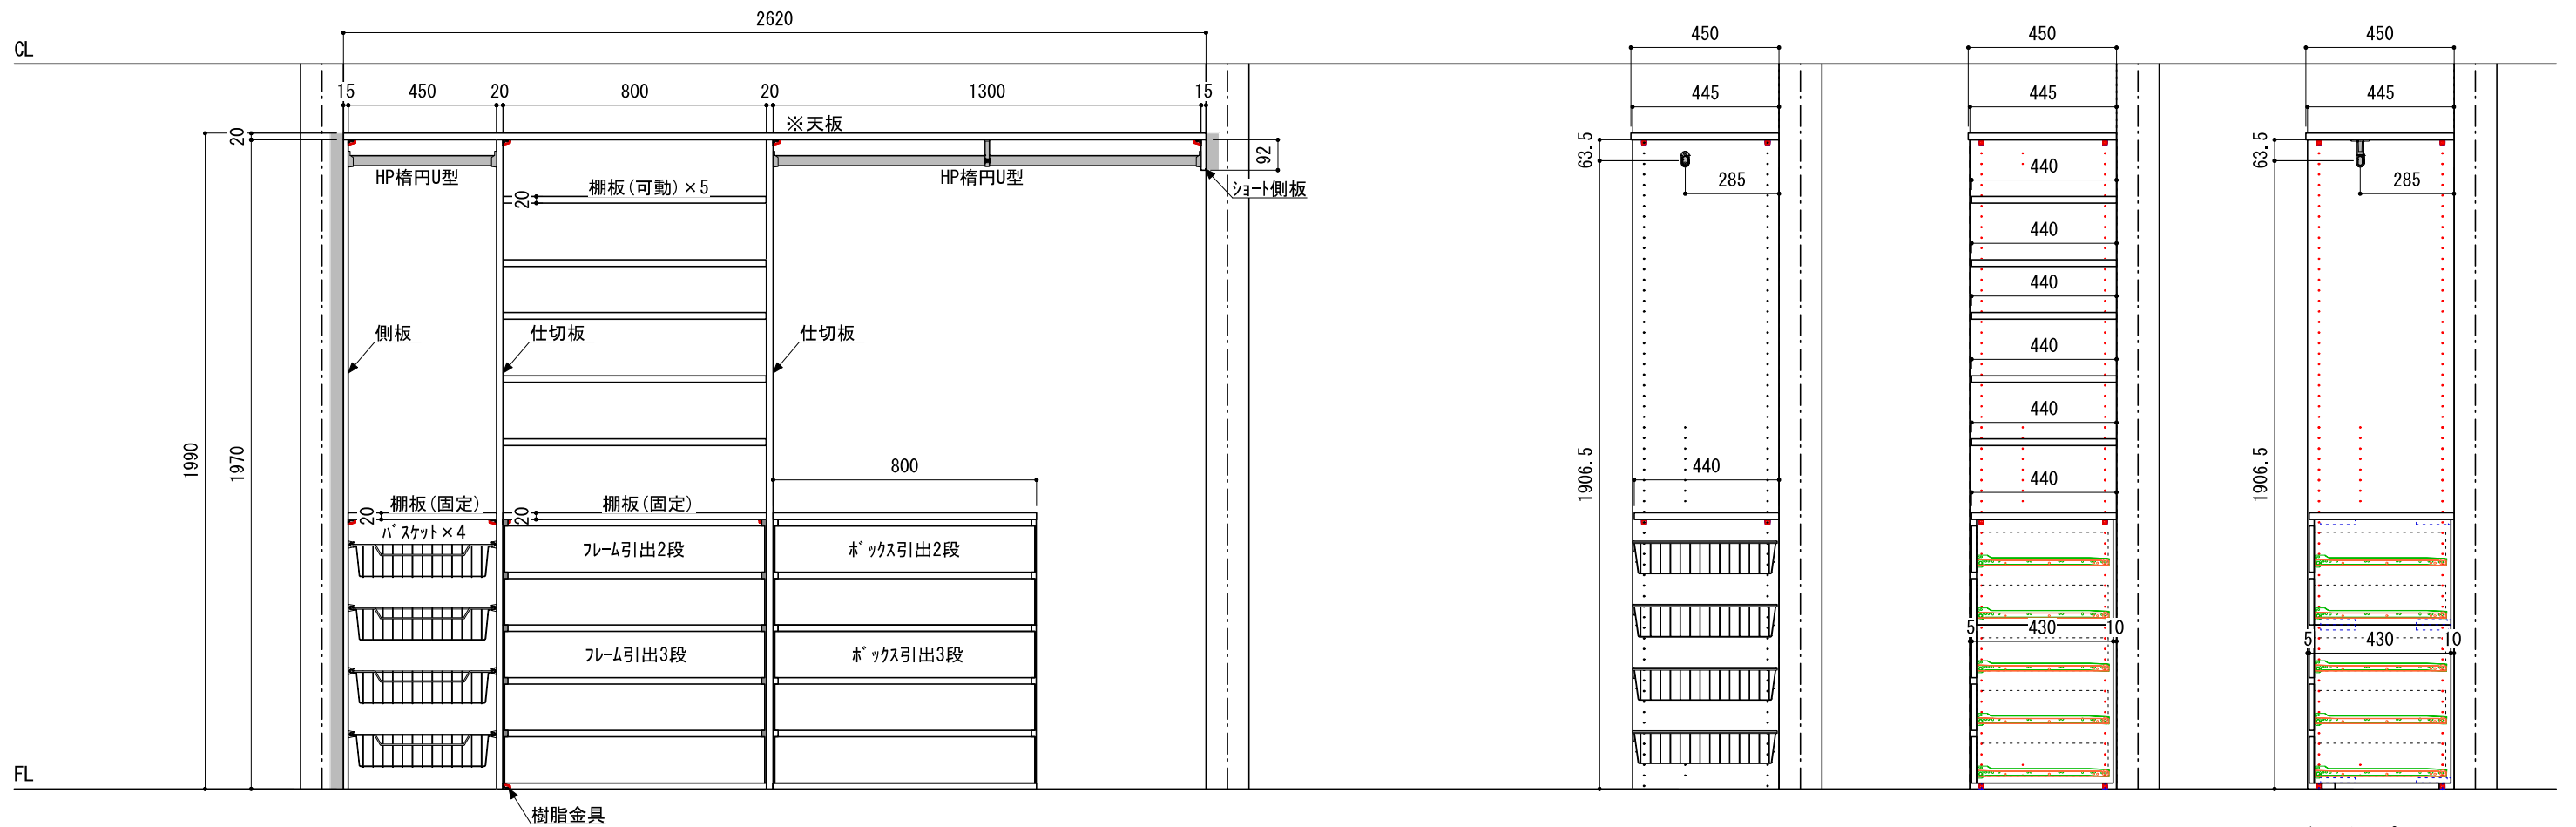 2620
450
450
450
CL
15
450
20
800
20
1300
15
445
445
445
20
※天板
92
63.5
63.5
HP楕円U型
HP楕円U型
棚板(可動)×5
20
ｼｮｰﾄ側板
285
285
440
440
440
440
440
440
側板
仕切板
仕切板
1990
1970
1906.5
1906.5
800
440
棚板(固定)
棚板(固定)
20
20
ﾊﾞｽｹｯﾄ×4
ﾌﾚｰﾑ引出2段
ﾎﾞｯｸｽ引出2段
ﾌﾚｰﾑ引出3段
ﾎﾞｯｸｽ引出3段
5
430
10
5
430
10
FL
樹脂金具